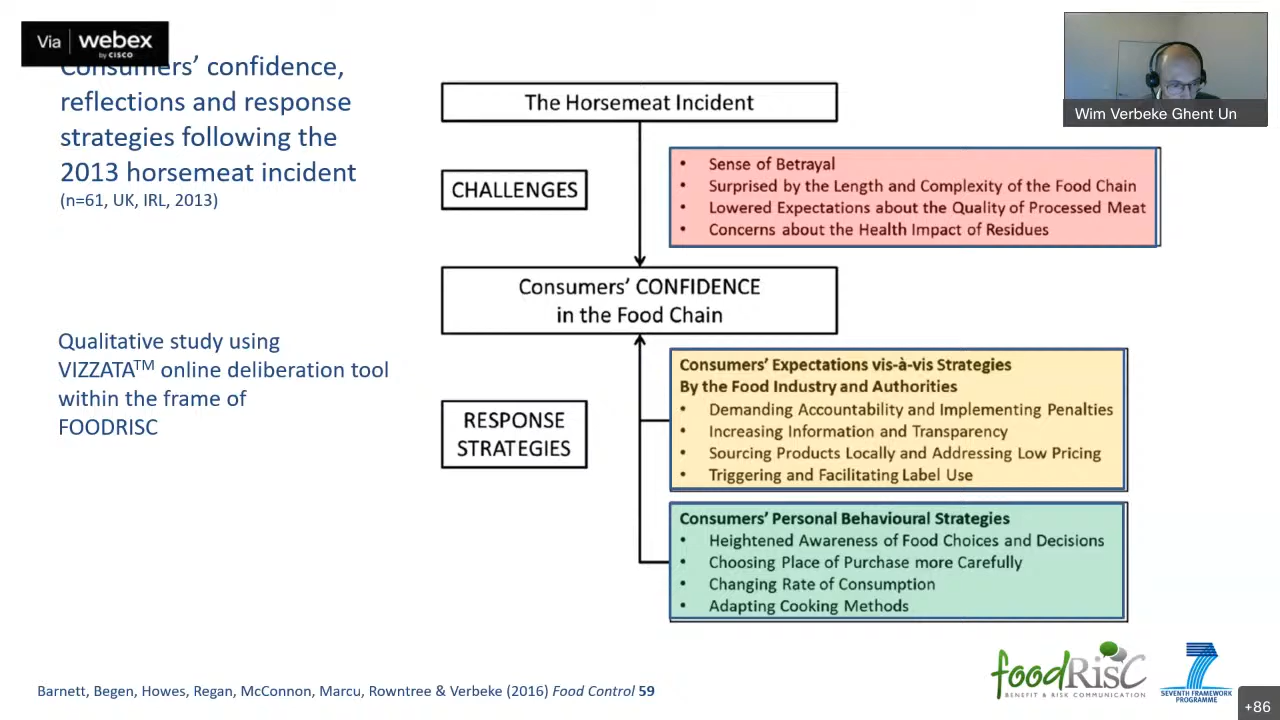 Via webex
by CISCO
Consumers' confidence,
reflections and response
strategies following the
2013 horsemeat incident
(n=61, UK, IRL, 2013)
Qualitative study using
VIZZATA™ online deliberation tool
within the frame of
FOODRISC
The Horsemeat Incident
CHALLENGES
• Sense of Betrayal
• Surprised by the Length and Complexity of the Food Chain
• Lowered Expectations about the Quality of Processed Meat
• Concerns about the Health Impact of Residues
Consumers' CONFIDENCE
in the Food Chain
RESPONSE
STRATEGIES
Consumers' Expectations vis-à-vis Strategies
By the Food Industry and Authorities
• Demanding Accountability and Implementing Penalties
• Increasing Information and Transparency
• Sourcing Products Locally and Addressing Low Pricing
• Triggering and Facilitating Label Use
Consumers' Personal Behavioural Strategies
• Heightened Awareness of Food Choices and Decisions
• Choosing Place of Purchase more Carefully
• Changing Rate of Consumption
• Adapting Cooking Methods
Wim Verbeke Ghent Un
Barnett, Begen, Howes, Regan, McConnon, Marcu, Rowntree & Verbeke (2016) Food Control 59
foodRisC
BENEFIT & RISK COMMUNICATION
7
SEVENTH FRAMEWORK
PROGRAMME
+86